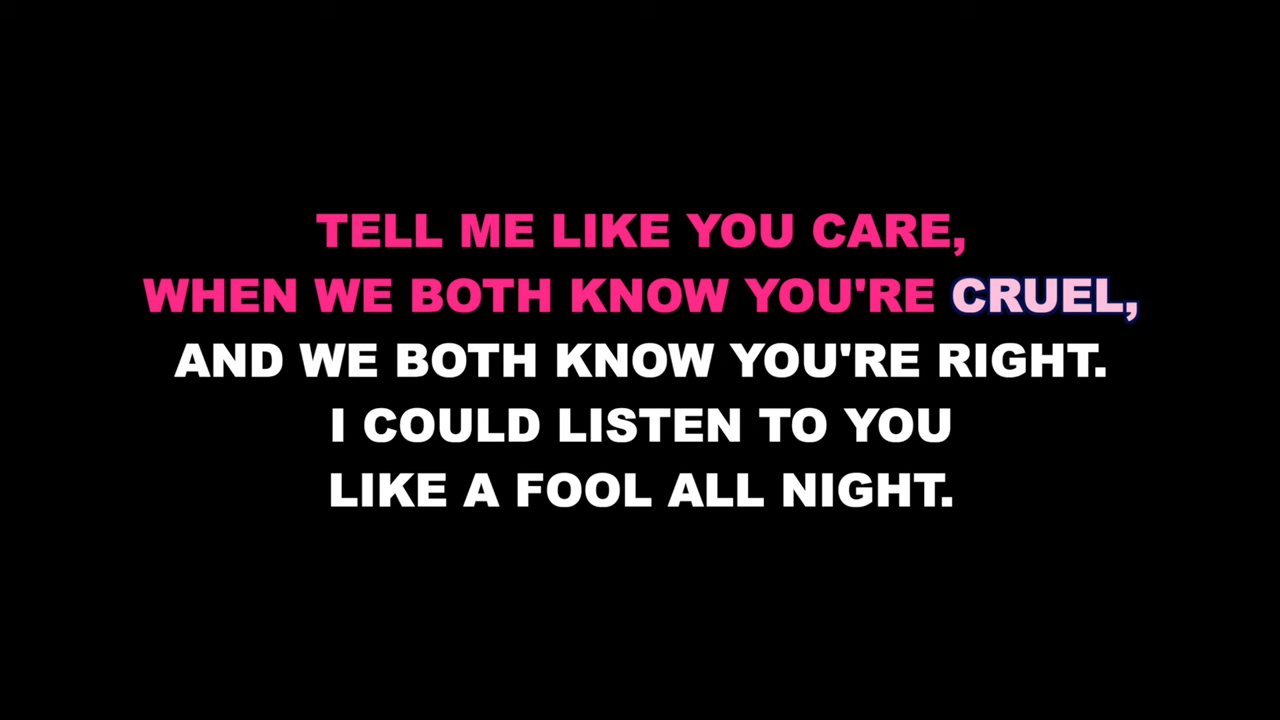 TELL ME LIKE YOU CARE,
WHEN WE BOTH KNOW YOU'RE CRUEL,
AND WE BOTH KNOW YOU'RE RIGHT.
I COULD LISTEN TO YOU
LIKE A FOOL ALL NIGHT.